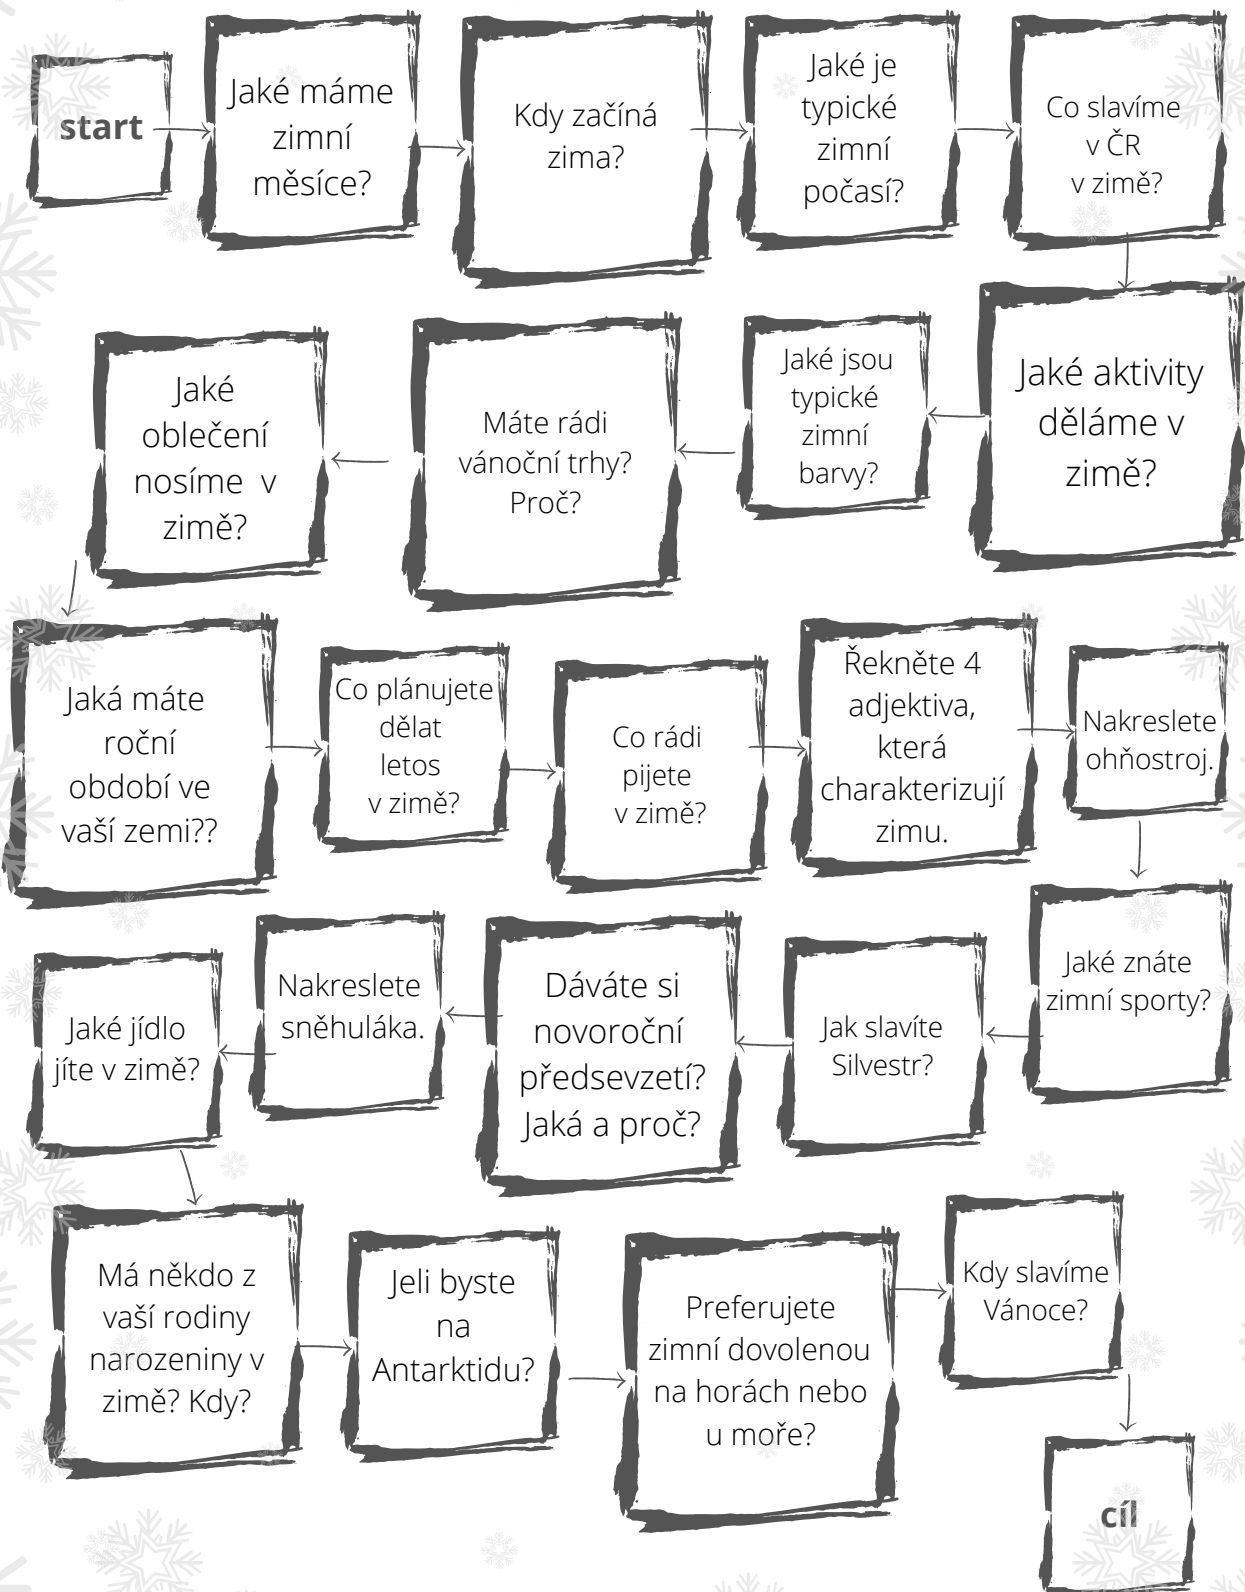 start
Jaké máme
zimní
měsíce?
Kdy začíná
zima?
Jaké je
typické
zimní
počasí?
Co slavíme
v ČR
v zimě?
Jaké aktivity
děláme v
zimě?
Jaké jsou
typické
zimní
barvy?
Máte rádi
vánoční trhy?
Proč?
Jaké
oblečení
nosíme v
zimě?
Jaká máte
roční
období ve
vaší zemi??
Co plánujete
dělat
letos
v zimě?
Co rádi
pijete
v zimě?
Řekněte 4
adjektiva,
která
charakterizují
zimu.
Nakreslete
ohňostroj.
Jaké znáte
zimní sporty?
Jak slavíte
Silvestr?
Dáváte si
novoroční
předsevzetí?
Jaká a proč?
Nakreslete
sněhuláka.
Jaké jídlo
jíte v zimě?
Má někdo z
vaší rodiny
narozeniny v
zimě? Kdy?
Jeli byste
na
Antarktidu?
Preferujete
zimní dovolenou
na horách nebo
u moře?
Kdy slavíme
Vánoce?
cíl